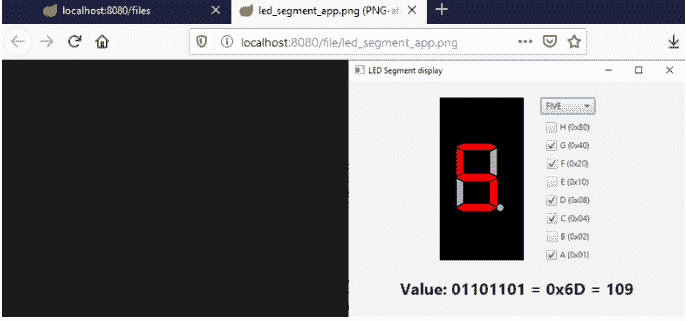 localhost:8080/files
led_segment_app.png (PNG-af
localhost:8080/file/led_segment_app.png
LED Segment display
FIVE
H (0x80)
G (0x40)
F (0x20)
E (0x10)
D (0x08)
C (0x04)
B (0x02)
A (0x01)
Value: 01101101 = 0x6D = 109